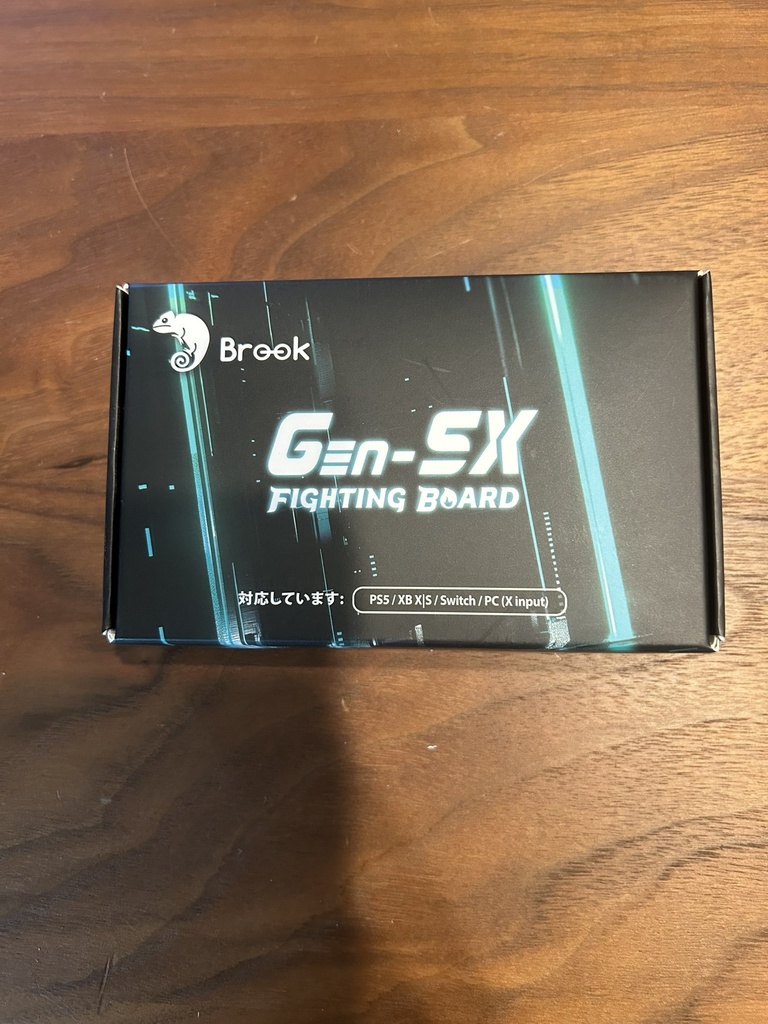 Brook
Gen-SX
FIGHTING BOARD
対応しています: PS5 / XB X|S / Switch / PC (X input)